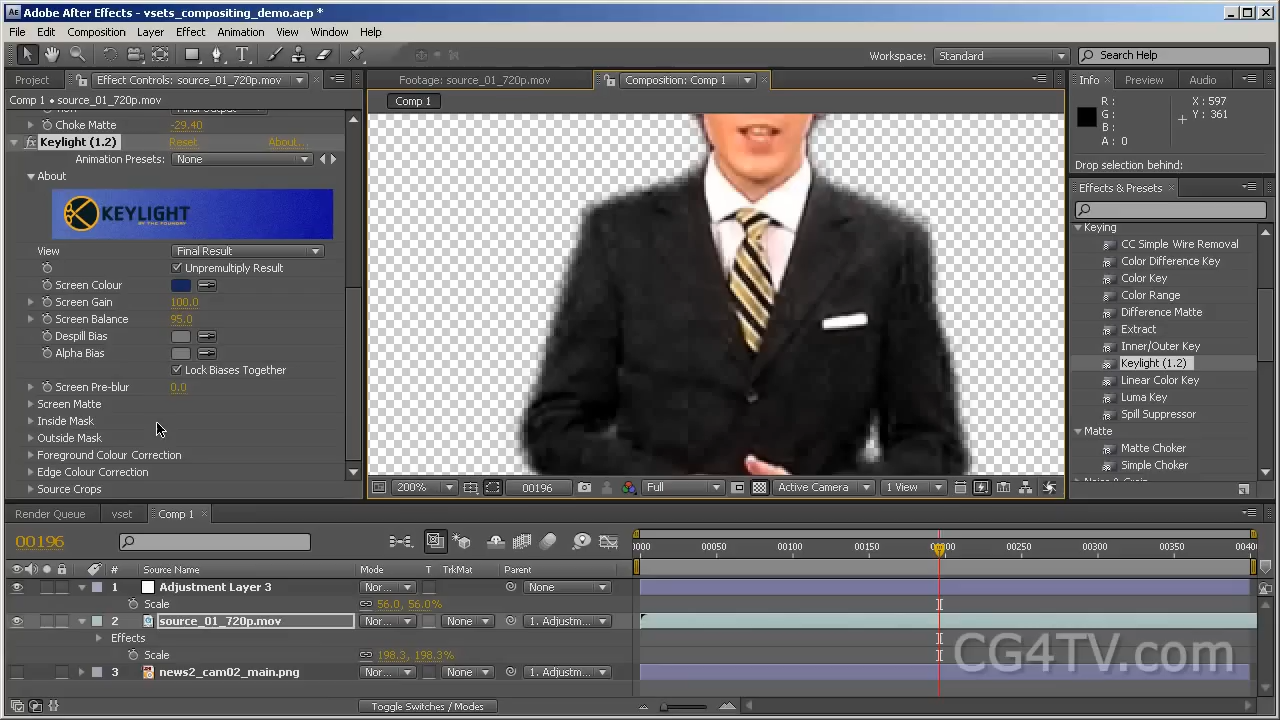 Adobe After Effects - vsets_compositing_demo.aep *
File Edit Composition Layer Effect Animation View Window Help
Workspace: Standard Search Help
Project Effect Controls: source_01_720p.mov
Footage: source_01_720p.mov Composition: Comp 1
Info Preview Audio
Comp 1 • source_01_720p.mov
Comp 1
R :
G :
B :
A : 0
X : 597
Y : 361
Drop selection behind:
Choke Matte -29.40
fx Keylight (1.2) Reset About...
Animation Presets: None
About
KEYLIGHT
BY THE FOUNDRY
View Final Result
Unpremultiply Result
Screen Colour
Screen Gain 100.0
Screen Balance 95.0
Despill Bias
Alpha Bias
Lock Biases Together
Screen Pre-blur 0.0
Screen Matte
Inside Mask
Outside Mask
Foreground Colour Correction
Edge Colour Correction
Source Crops
Effects & Presets
Keying
CC Simple Wire Removal
Color Difference Key
Color Key
Color Range
Difference Matte
Extract
Inner/Outer Key
Keylight (1.2)
Linear Color Key
Luma Key
Spill Suppressor
Matte
Matte Choker
Simple Choker
200% 00196 Full Active Camera 1 View
Render Queue vset Comp 1
00196
0000 00050 00100 00150 00200 00250 00300 00350 0040
# Source Name Mode T TrkMat Parent
1 Adjustment Layer 3 Nor... None
Scale 56.0, 56.0%
2 source_01_720p.mov Nor... None 1. Adjustm...
Effects
Scale 198.3, 198.3%
3 news2_cam02_main.png Nor... None 1. Adjustm...
Toggle Switches / Modes
CG4TV.com